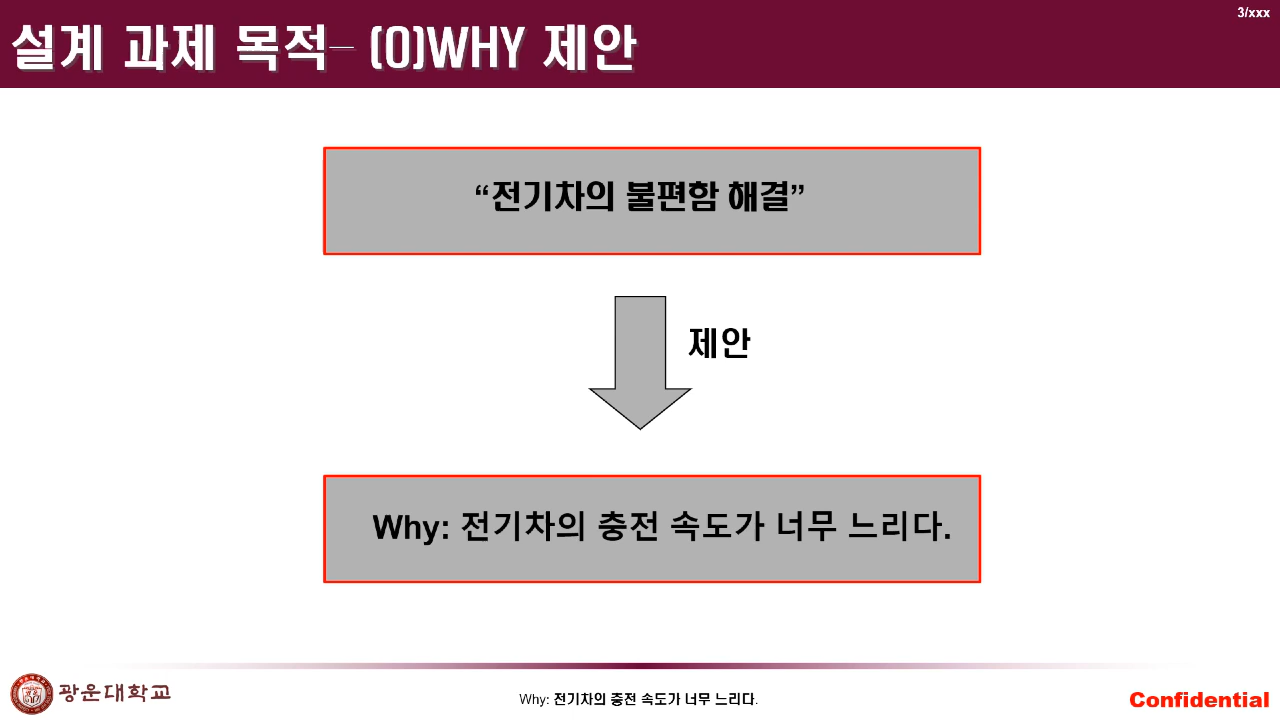 3/xxx
설계 과제 목적– (0)WHY 제안
“전기차의 불편함 해결”
제안
Why: 전기차의 충전 속도가 너무 느리다.
광운대학교
Why: 전기차의 충전 속도가 너무 느리다.
Confidential